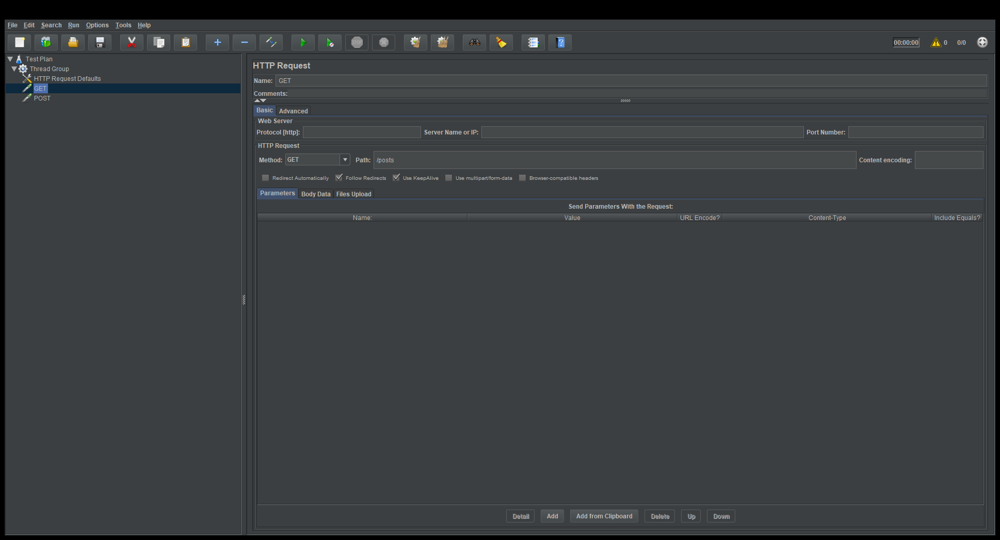 File Edit Search Run Options Tools Help
00:00:00 0 0/0
Test Plan
Thread Group
HTTP Request Defaults
GET
POST
HTTP Request
Name: GET
Comments:
Basic Advanced
Web Server
Protocol [http]: Server Name or IP: Port Number:
HTTP Request
Method: GET Path: /posts Content encoding:
Redirect Automatically Follow Redirects Use KeepAlive Use multipart/form-data Browser-compatible headers
Parameters Body Data Files Upload
Send Parameters With the Request:
Name: Value URL Encode? Content-Type Include Equals?
Detail Add Add from Clipboard Delete Up Down